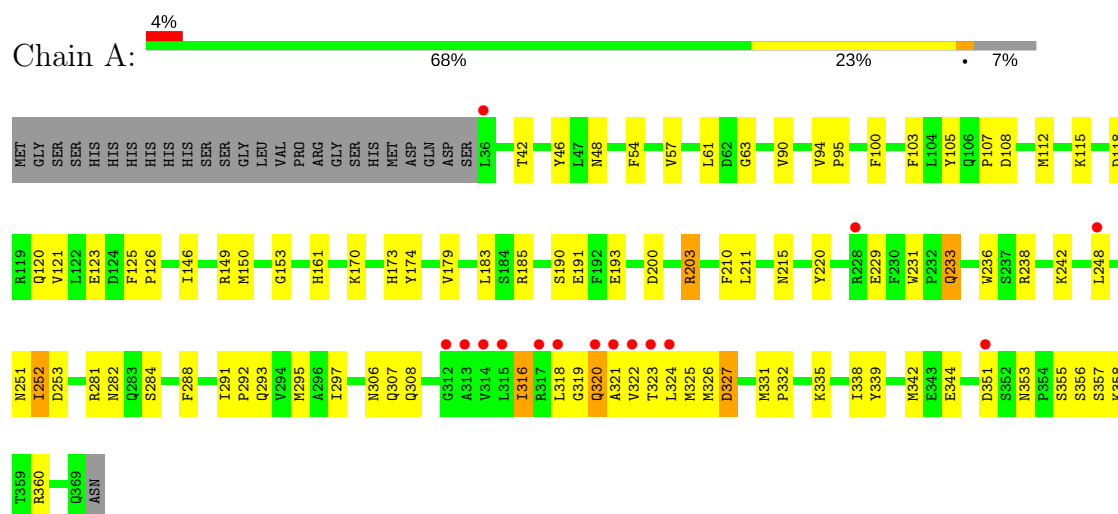 4%
Chain A:
68% 23% • 7%
MET GLY SER SER HIS HIS HIS HIS HIS HIS SER SER GLY LEU VAL PRO ARG GLY SER HIS MET ASP GLN ASP SER L36 T42 Y46 L47 N48 F54 V57 L61 D62 G63 V90 V94 P95 F100 F103 L104 Y105 Q106 P107 D108 M112 K115
R119 Q120 V121 L122 E123 D124 F125 P126 I146 R149 M150 G153 H161 K170 H173 Y174 V179 L183 S184 R185 S190 E191 F192 E193 D200 R203 F210 L211 N215 Y220 R228 E229 F230 W231 P232 Q233 W236 S237 R238 K242 L248
N251 I252 D253 R281 N282 Q283 S284 F288 I291 P292 Q293 V294 M295 A296 I297 N306 Q307 Q308 G312 A313 V314 L315 I316 R317 L318 G319 Q320 A321 V322 T323 L324 M325 M326 D327 M331 P332 K335 I338 Y339 M342 E343 E344 D351 S352 N353 P354 S355 S356 S357 K358
T359 R360 Q369 ASN